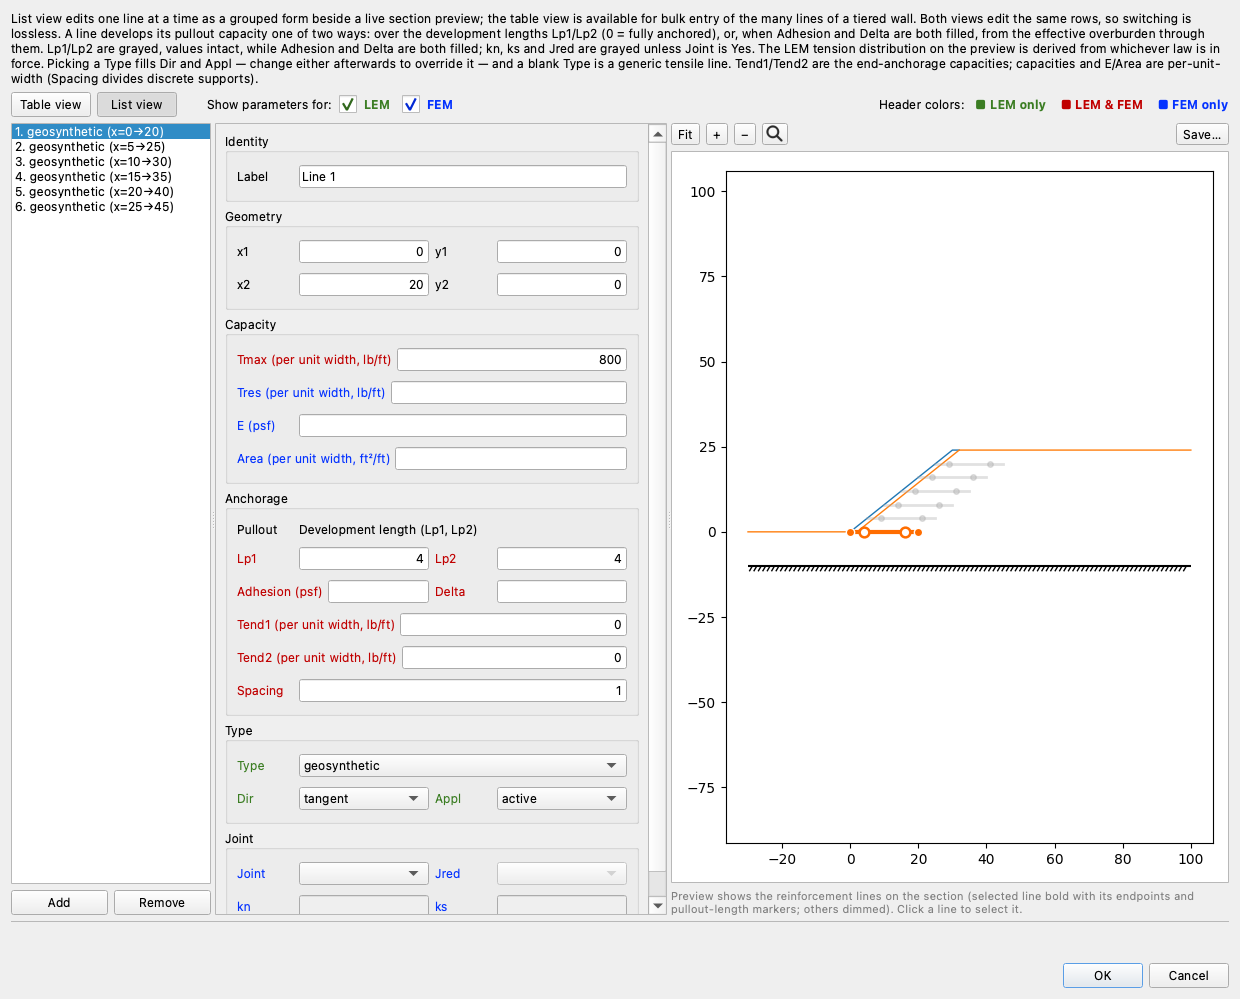 List view edits one line at a time as a grouped form beside a live section preview; the table view is available for bulk entry of the many lines of a tiered wall. Both views edit the same rows, so switching is
lossless. A line develops its pullout capacity one of two ways: over the development lengths Lp1/Lp2 (0 = fully anchored), or, when Adhesion and Delta are both filled, from the effective overburden through
them. Lp1/Lp2 are grayed, values intact, while Adhesion and Delta are both filled; kn, ks and Jred are grayed unless Joint is Yes. The LEM tension distribution on the preview is derived from whichever law is in
force. Picking a Type fills Dir and Appl — change either afterwards to override it — and a blank Type is a generic tensile line. Tend1/Tend2 are the end-anchorage capacities; capacities and E/Area are per-unit-
width (Spacing divides discrete supports).
Table view List view Show parameters for: LEM FEM Header colors: LEM only LEM & FEM FEM only
1. geosynthetic (x=0→20)
2. geosynthetic (x=5→25)
3. geosynthetic (x=10→30)
4. geosynthetic (x=15→35)
5. geosynthetic (x=20→40)
6. geosynthetic (x=25→45)
Add Remove
Identity
Label Line 1
Geometry
x1 0 y1 0
x2 20 y2 0
Capacity
Tmax (per unit width, lb/ft) 800
Tres (per unit width, lb/ft)
E (psf)
Area (per unit width, ft²/ft)
Anchorage
Pullout Development length (Lp1, Lp2)
Lp1 4 Lp2 4
Adhesion (psf) Delta
Tend1 (per unit width, lb/ft) 0
Tend2 (per unit width, lb/ft) 0
Spacing 1
Type
Type geosynthetic
Dir tangent Appl active
Joint
Joint Jred
kn ks
Fit + − Save...
100
75
50
25
0
−25
−50
−75
−20 0 20 40 60 80 100
Preview shows the reinforcement lines on the section (selected line bold with its endpoints and
pullout-length markers; others dimmed). Click a line to select it.
OK Cancel